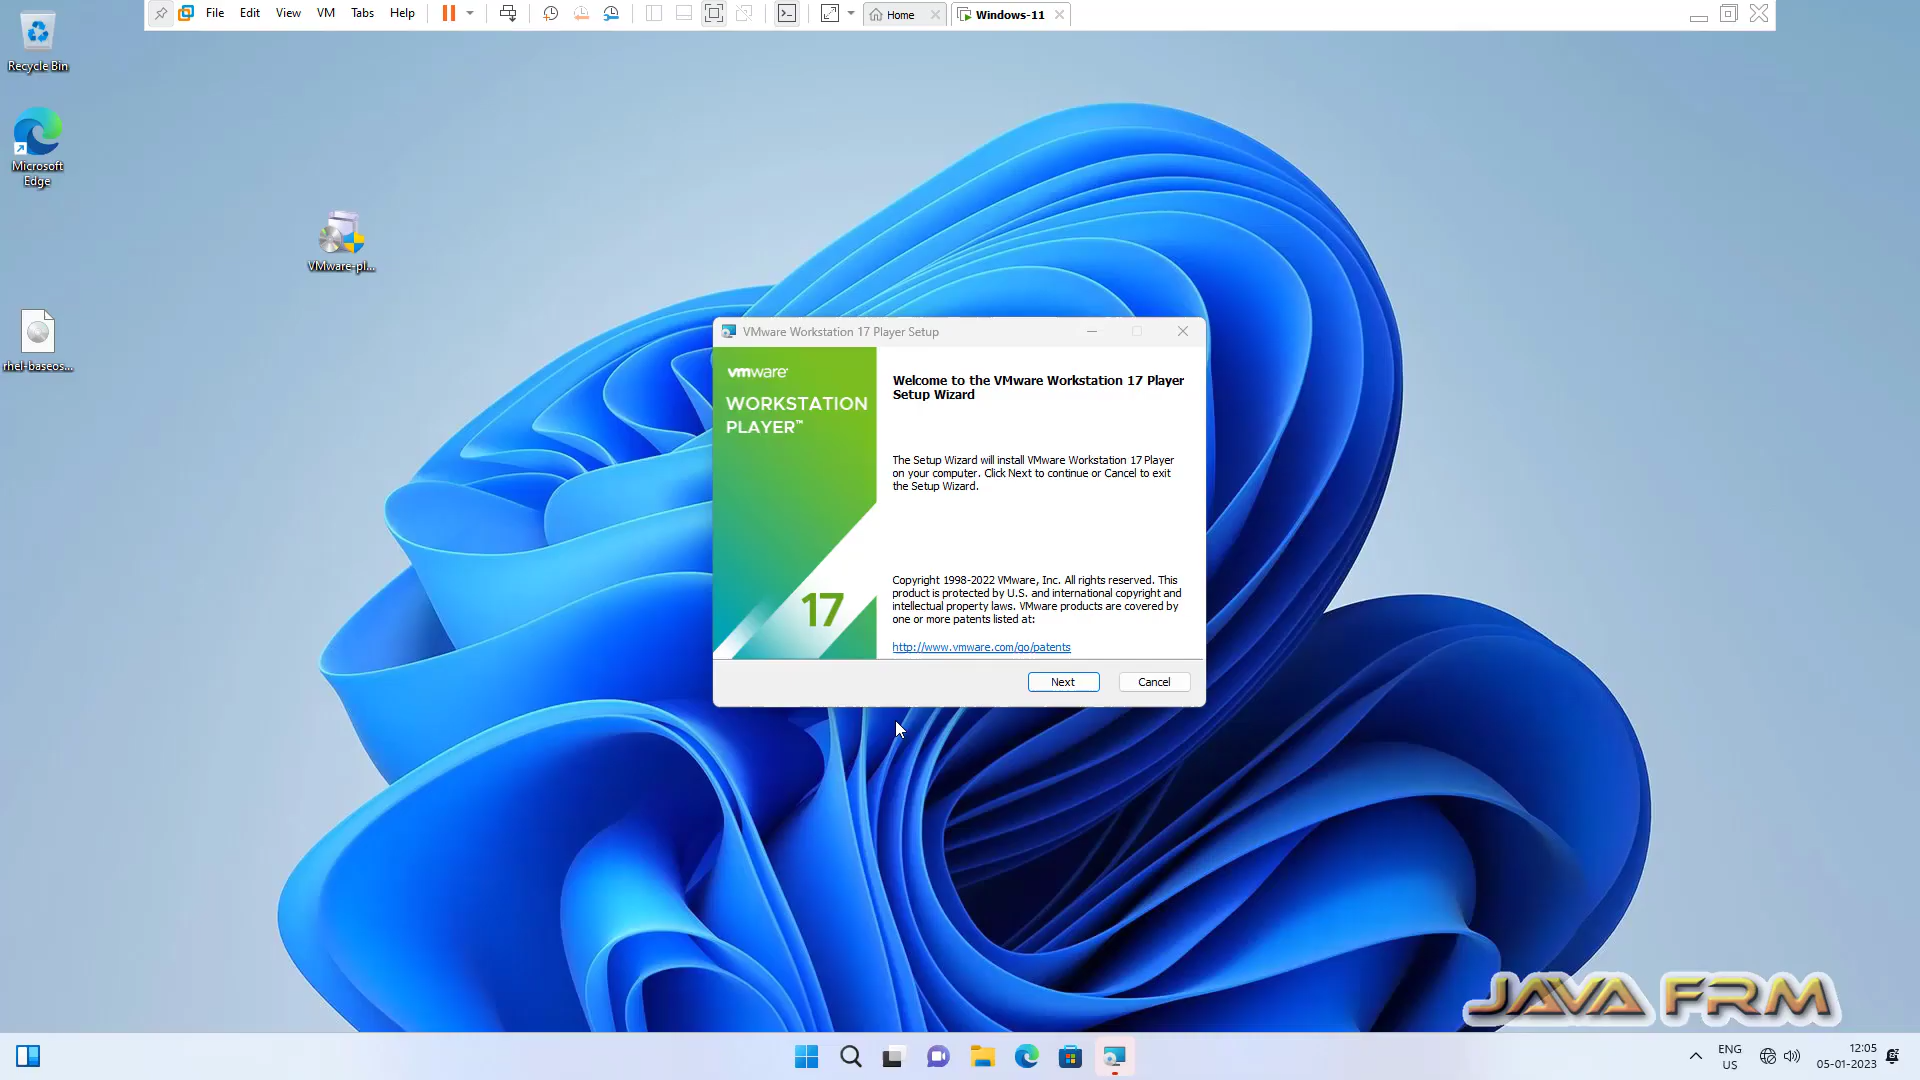 File Edit View VM Tabs Help
Home
Windows-11
Recycle Bin
Microsoft
Edge
VMware-pl...
rhel-baseos...
VMware Workstation 17 Player Setup
vmware
WORKSTATION
PLAYER™
17
Welcome to the VMware Workstation 17 Player
Setup Wizard
The Setup Wizard will install VMware Workstation 17 Player
on your computer. Click Next to continue or Cancel to exit
the Setup Wizard.
Copyright 1998-2022 VMware, Inc. All rights reserved. This
product is protected by U.S. and international copyright and
intellectual property laws. VMware products are covered by
one or more patents listed at:
http://www.vmware.com/go/patents
Next
Cancel
JAVA FRM
ENG
US
12:05
05-01-2023